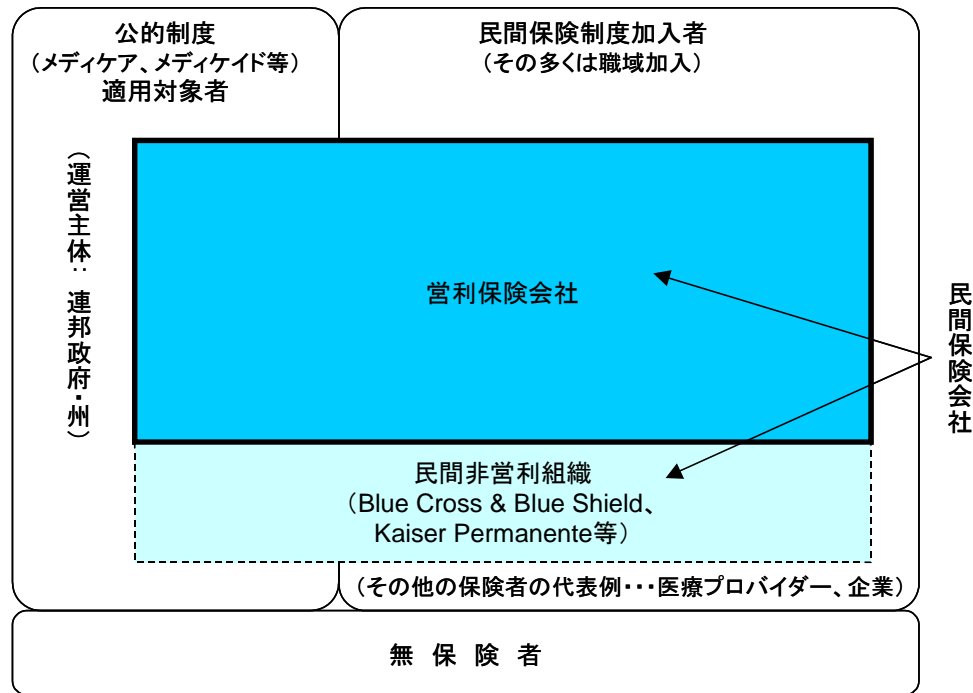 公的制度
(メディケア、メディケイド等)
適用対象者
民間保険制度加入者
(その多くは職域加入)
(運営主体：連邦政府・州)
営利保険会社
民間保険会社
民間非営利組織
(Blue Cross & Blue Shield、
Kaiser Permanente等)
(その他の保険者の代表例・・・医療プロバイダー、企業)
無 保 険 者